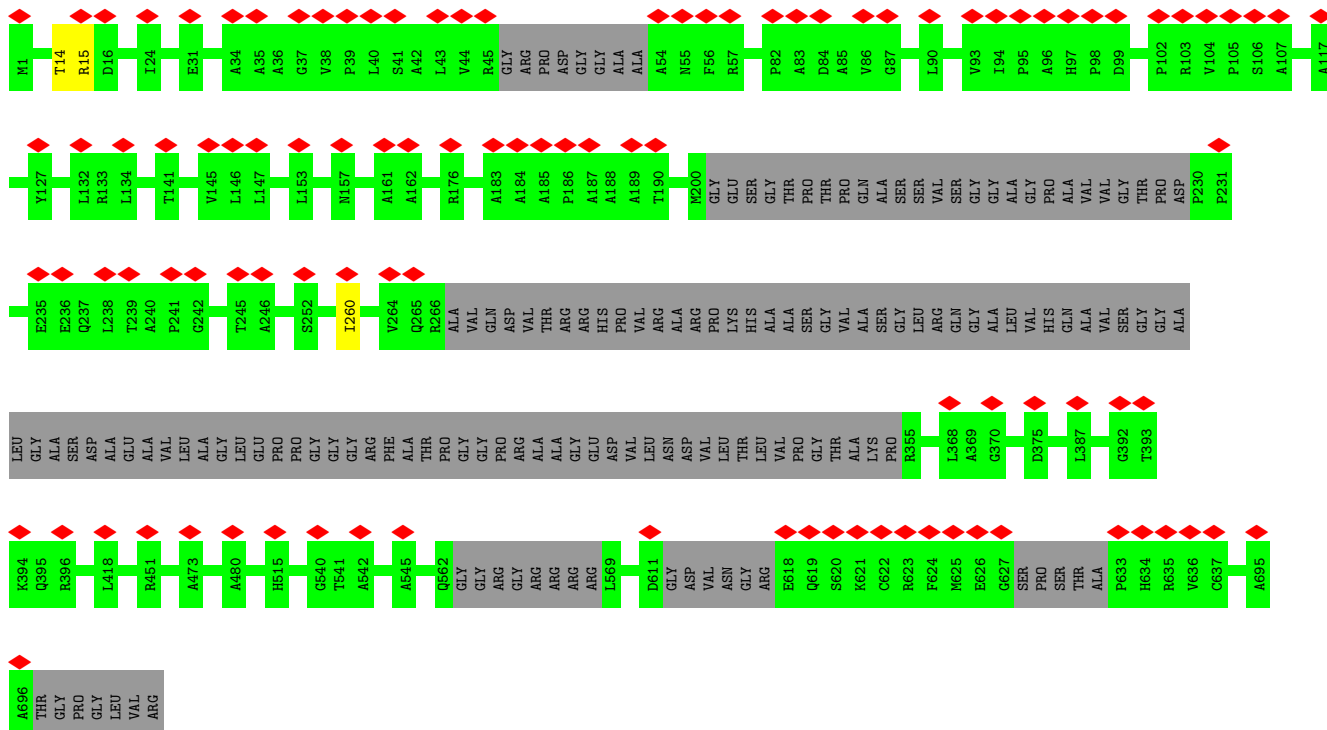 M1 T14 R15 D16 I24 E31 A34 A35 A36 G37 V38 P39 L40 S41 A42 L43 V44 R45 GLY ARG PRO ASP GLY GLY ALA ALA A54 N55 F56 R57 P82 A83 D84 A85 V86 G87 L90 V93 I94 P95 A96 H97 P98 D99 P102 R103 V104 P105 S106 A107 A117
Y127 L132 R133 L134 T141 V145 L146 L147 L153 N157 A161 A162 R176 A183 A184 A185 P186 A187 A188 A189 T190 M200 GLY GLU SER GLY THR PRO THR PRO GLN ALA SER SER VAL SER GLY GLY ALA GLY PRO ALA VAL VAL GLY THR PRO ASP P230 P231
E235 E236 Q237 L238 T239 A240 P241 G242 T245 A246 S252 I260 V264 Q265 R266 ALA VAL GLN ASP VAL THR ARG ARG HIS PRO VAL ARG ALA ARG PRO LYS HIS ALA ALA SER GLY VAL ALA SER GLY LEU ARG GLN GLY ALA LEU VAL HIS GLN ALA VAL SER GLY GLY ALA
LEU GLY ALA SER ASP ALA GLU ALA VAL LEU ALA GLY LEU GLU PRO PRO GLY GLY GLY ARG PHE ALA THR PRO GLY GLY PRO ARG ALA ALA GLY GLU ASP VAL LEU ASN ASP VAL LEU THR LEU VAL PRO GLY THR ALA LYS PRO R355 L368 A369 G370 D375 L387 G392 T393
K394 Q395 R396 L418 R451 A473 A480 H515 G540 T541 A542 A545 Q562 GLY GLY ARG GLY ARG ARG ARG ARG L569 D611 GLY ASP VAL ASN GLY ARG E618 Q619 S620 K621 C622 R623 F624 M625 E626 G627 SER PRO SER THR ALA P633 H634 R635 V636 C637 A695
A696 THR GLY PRO GLY LEU VAL ARG